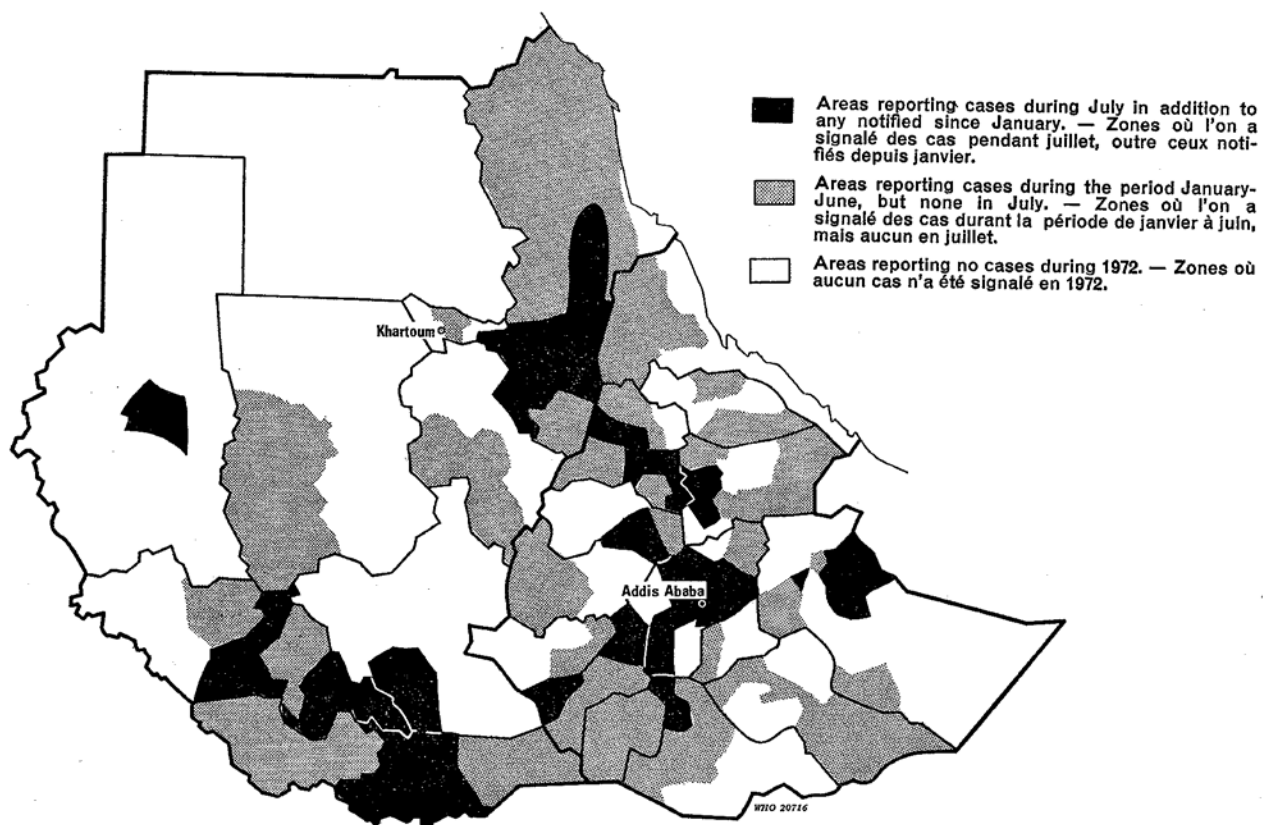 Areas reporting cases during July in addition to
any notified since January. — Zones où l'on a
signalé des cas pendant juillet, outre ceux noti-
fiés depuis janvier.
Areas reporting cases during the period January-
June, but none in July. — Zones où l'on a
signalé des cas durant la période de janvier à juin,
mais aucun en juillet.
Areas reporting no cases during 1972. — Zones où
aucun cas n'a été signalé en 1972.
Khartoum
Addis Ababa
WHO 20716